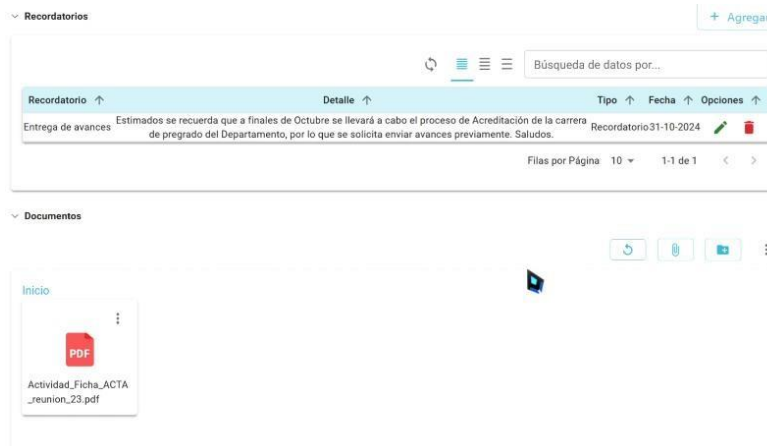 Recordatorios
+ Agregar
Búsqueda de datos por...
Recordatorio Detalle Tipo Fecha Opciones
Entrega de avances Estimados se recuerda que a finales de Octubre se llevará a cabo el proceso de Acreditación de la carrera Recordatorio 31-10-2024
de pregrado del Departamento, por lo que se solicita enviar avances previamente. Saludos.
Filas por Página 10 1-1 de 1
Documentos
Inicio
PDF
Actividad_Ficha_ACTA
_reunion_23.pdf